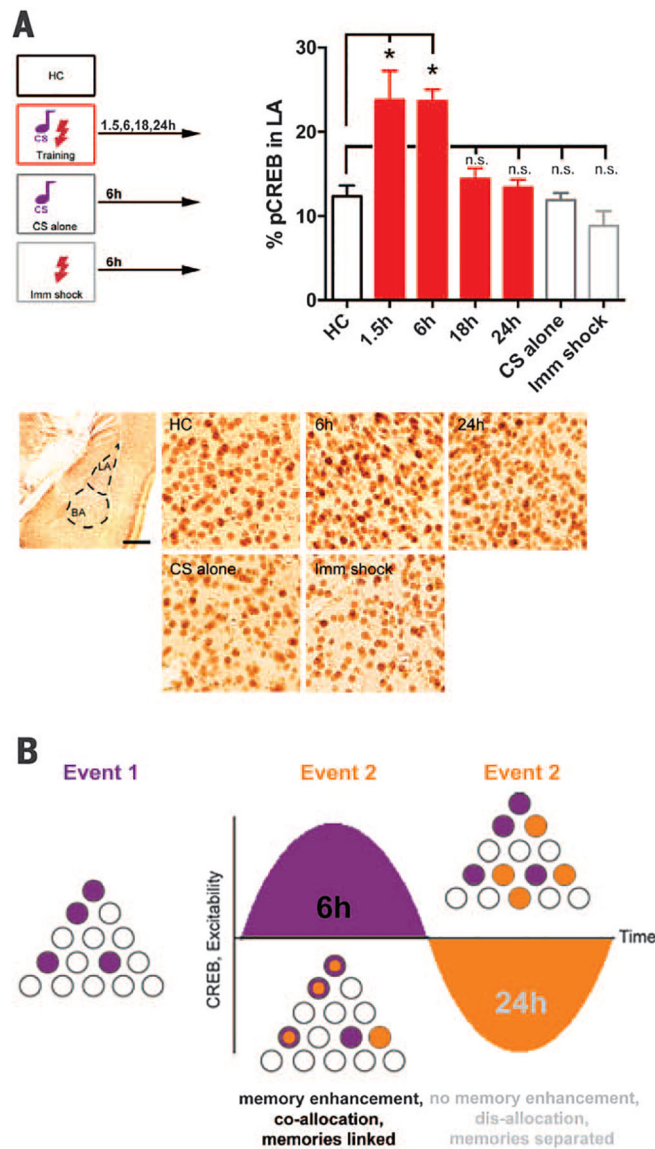 A
HC
CS
Training
1.5,6,18,24h
CS
CS alone
6h
Imm shock
6h
% pCREB in LA
30
20
10
0
*
*
n.s.
n.s.
n.s.
n.s.
HC
1.5h
6h
18h
24h
CS alone
Imm shock
LA
BA
HC
6h
24h
CS alone
Imm shock
B
Event 1
Event 2
Event 2
CREB, Excitability
6h
Time
24h
memory enhancement,
co-allocation,
memories linked
no memory enhancement,
dis-allocation,
memories separated